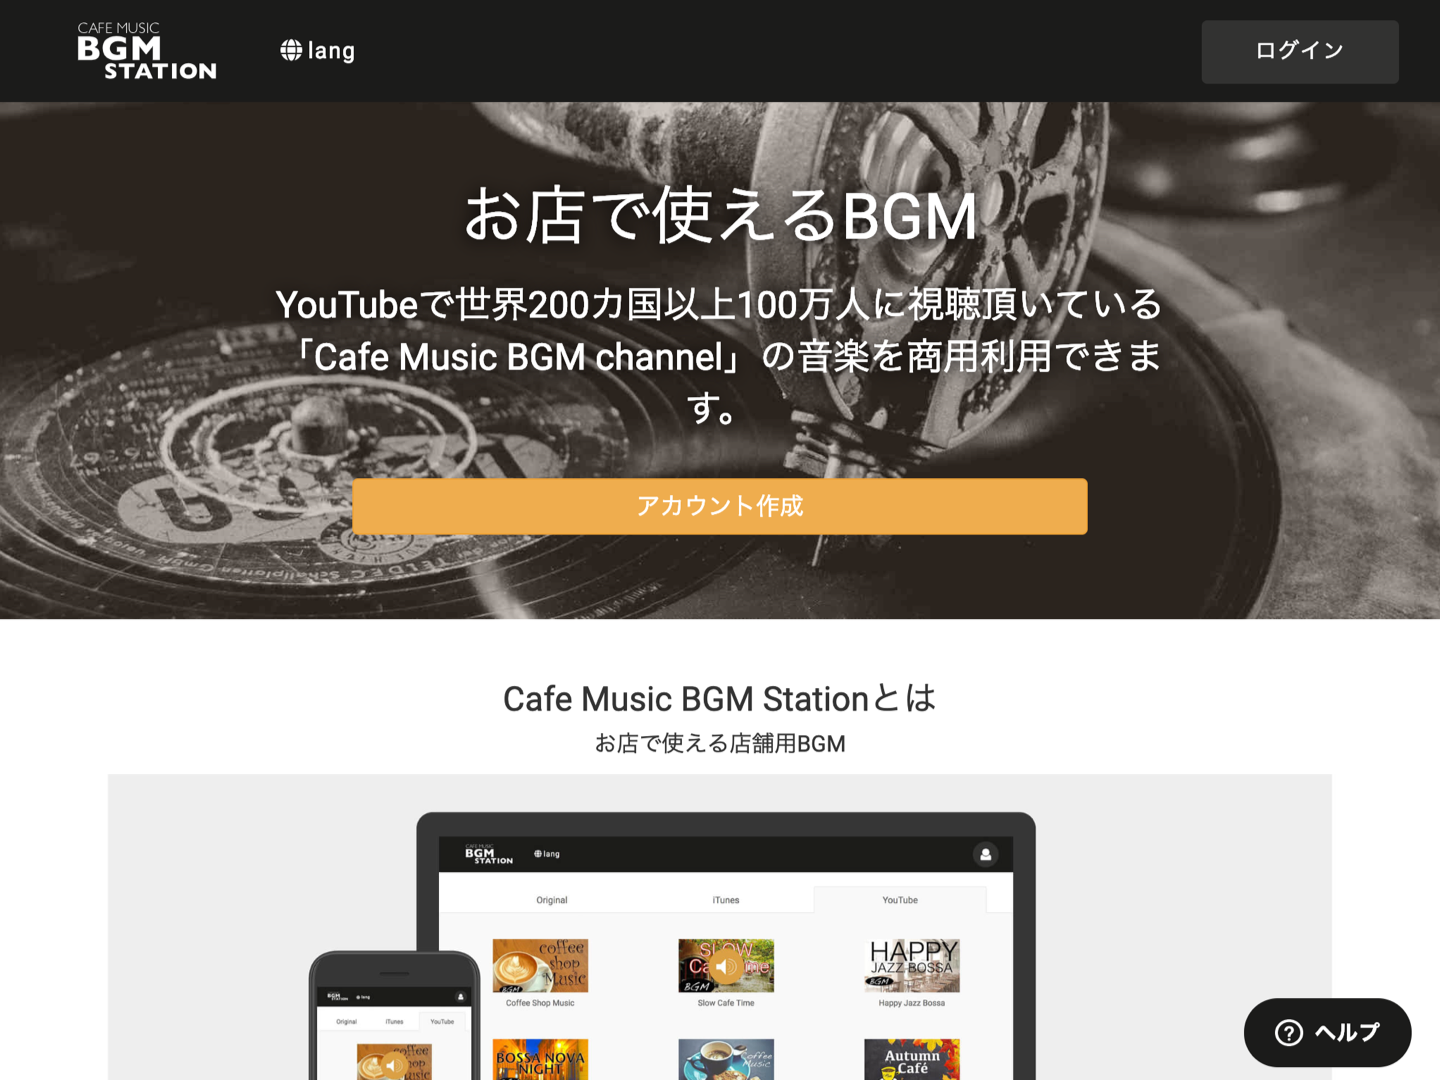 CAFE MUSIC
BGM
STATION
lang
ログイン
お店で使えるBGM
YouTubeで世界200カ国以上100万人に視聴頂いている
「Cafe Music BGM channel」の音楽を商用利用できま
す。
アカウント作成
Cafe Music BGM Stationとは
お店で使える店舗用BGM
CAFE MUSIC
BGM
STATION
lang
Original
iTunes
YouTube
coffee
shop
Music
BGM
Coffee Shop Music
SLOW
BGM
Slow Cafe Time
HAPPY
JAZZ BOSSA
BGM
Happy Jazz Bossa
BGM
STATION
lang
Original
iTunes
YouTube
coffee
BOSSA NOVA
NIGHT
Coffee
Music
Autumn
Café
ヘルプ